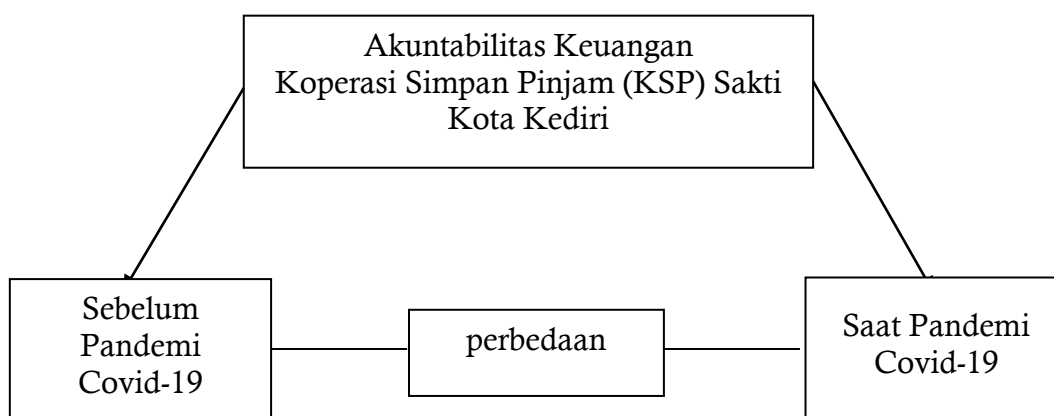 Akuntabilitas Keuangan
Koperasi Simpan Pinjam (KSP) Sakti
Kota Kediri
Sebelum
Pandemi
Covid-19
perbedaan
Saat Pandemi
Covid-19